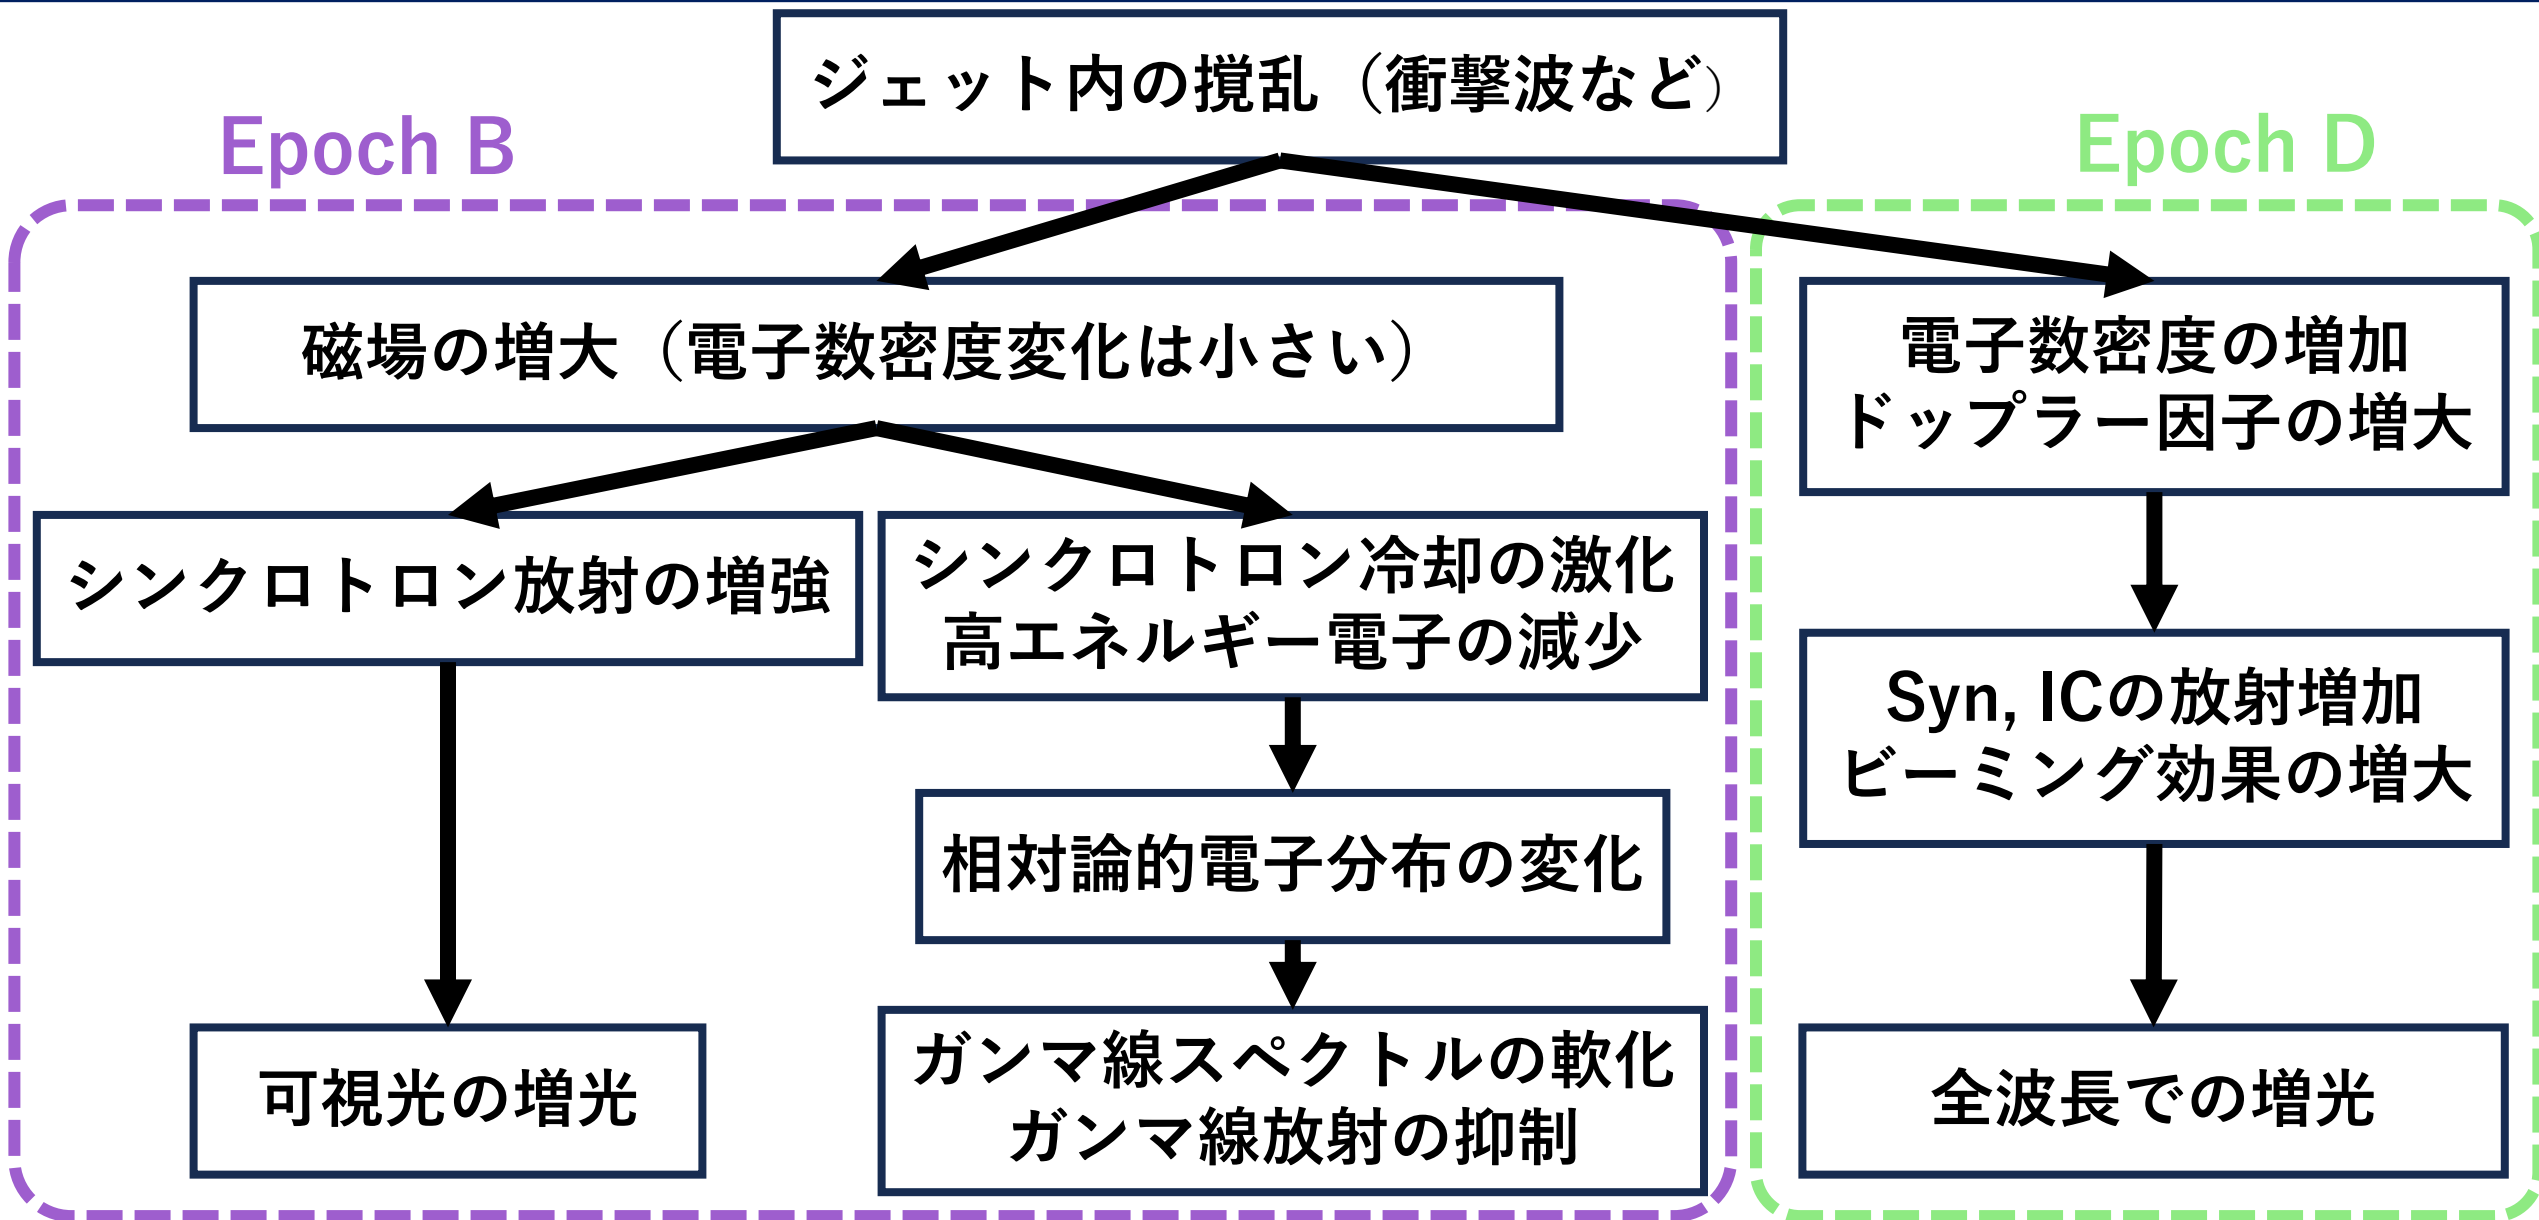 ジェット内の撹乱（衝撃波など）
Epoch B
Epoch D
磁場の増大（電子数密度変化は小さい）
電子数密度の増加
ドップラー因子の増大
シンクロトロン放射の増強
シンクロトロン冷却の激化
高エネルギー電子の減少
Syn, ICの放射増加
ビーミング効果の増大
相対論的電子分布の変化
可視光の増光
ガンマ線スペクトルの軟化
ガンマ線放射の抑制
全波長での増光